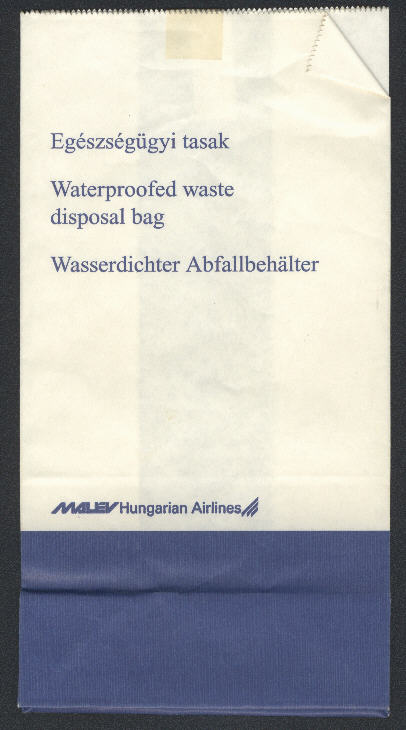 Egészségügyi tasak
Waterproofed waste
disposal bag
Wasserdichter Abfallbehälter
MALEV Hungarian Airlines